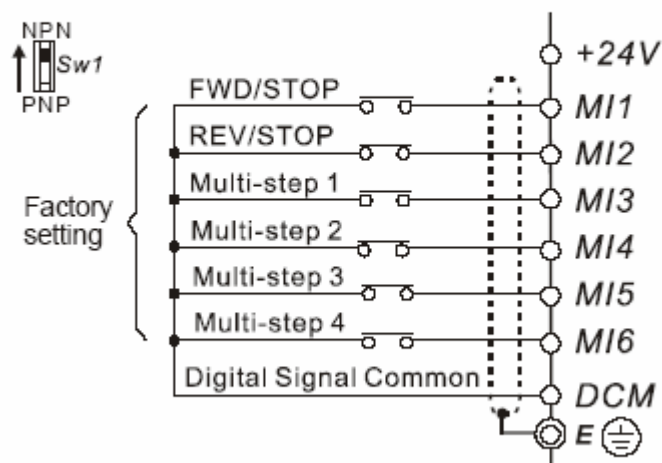 NPN
Sw1
PNP
+24V
FWD/STOP
MI1
REV/STOP
MI2
Multi-step 1
MI3
Factory
setting
Multi-step 2
MI4
Multi-step 3
MI5
Multi-step 4
MI6
Digital Signal Common
DCM
E